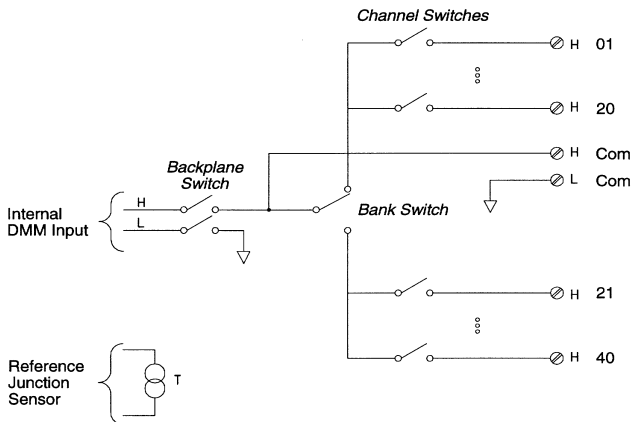 Channel Switches
H 01
H 20
H Com
L Com
Backplane
Switch
Internal
DMM Input
H
L
Bank Switch
H 21
H 40
Reference
Junction
Sensor
T